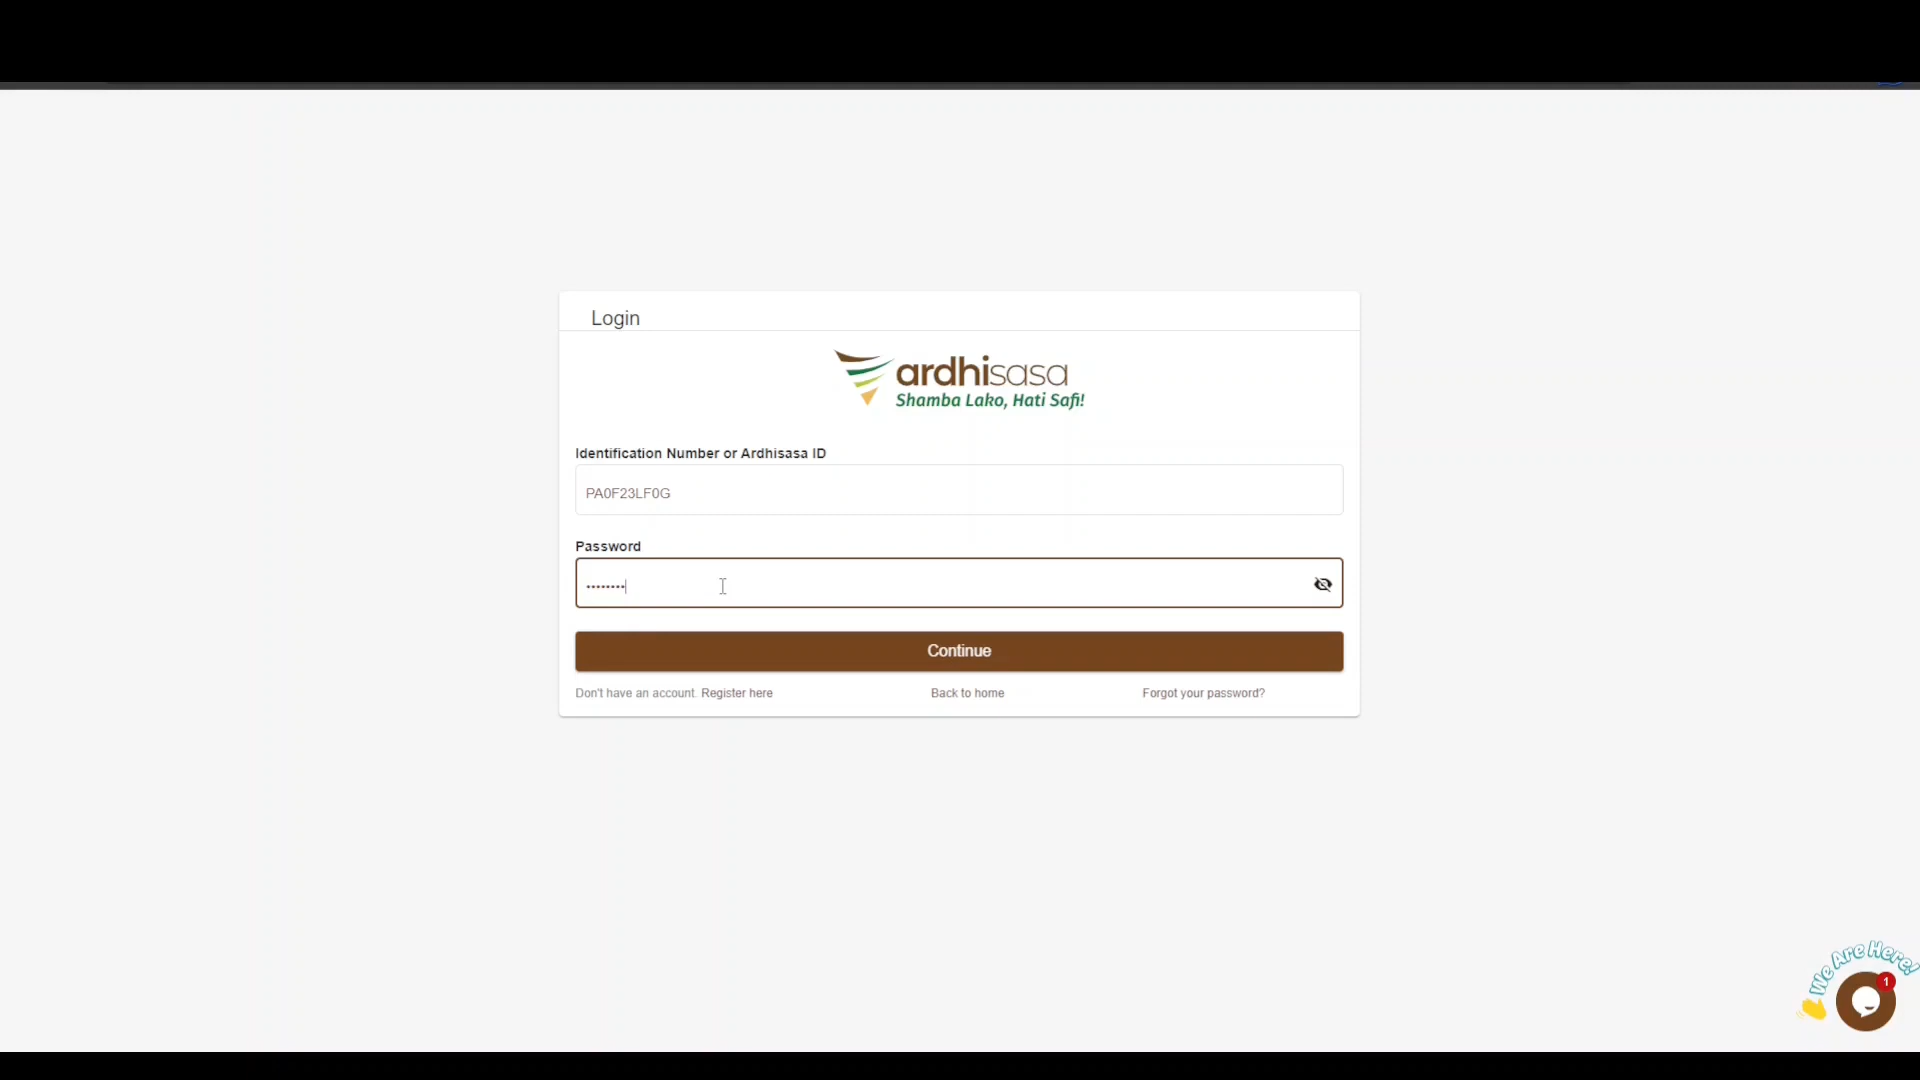 Login
ardhisasa
Shamba Lako, Hati Safi!
Identification Number or Ardhisasa ID
PA0F23LF0G
Password
••••••••
Continue
Don't have an account. Register here Back to home Forgot your password?
We Are Here!
1